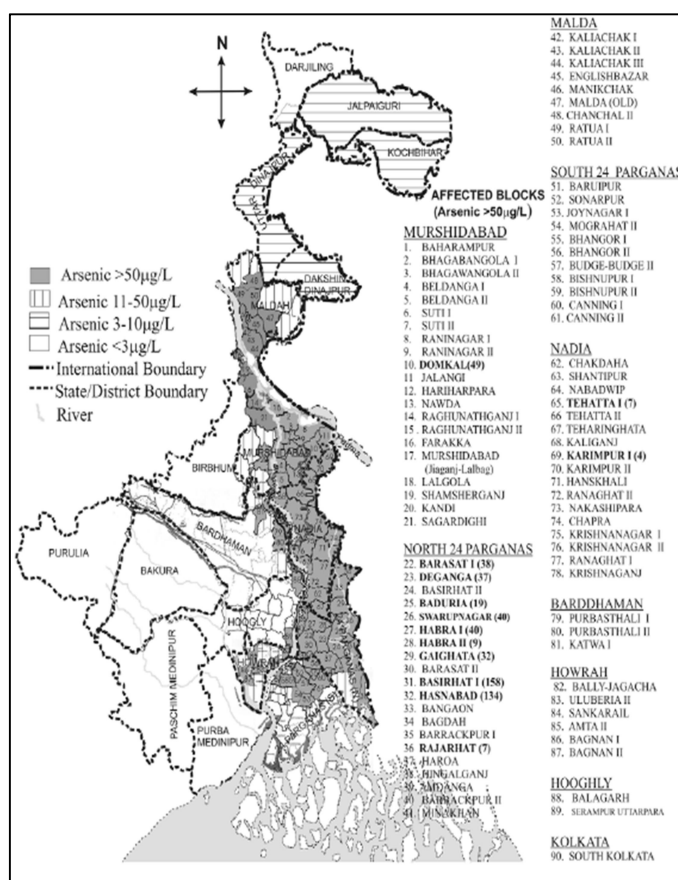 N
DARJILING
JALPAIGURI
KOCHBIHAR
DINAJPUR
DAKSHIN
DINAJPUR
MALDAH
Arsenic >50µg/L
Arsenic 11-50µg/L
Arsenic 3-10µg/L
Arsenic <3µg/L
International Boundary
State/District Boundary
River
Padma
MURSHIDABAD
BIRBHUM
NADIA
BARDHAMAN
PURULIA
BAKURA
HOOGLY
HOWRAH
PASCHIM MEDINIPUR
PURBA
MEDINIPUR
AFFECTED BLOCKS
(Arsenic >50µg/L)
MURSHIDABAD
1. BAHARAMPUR
2. BHAGABANGOLA I
3. BHAGAWANGOLA II
4. BELDANGA I
5. BELDANGA II
6. SUTI I
7. SUTI II
8. RANINAGAR I
9. RANINAGAR II
10. DOMKAL(49)
11 JALANGI
12. HARIHARPARA
13. NAWDA
14. RAGHUNATHGANJ I
15. RAGHUNATHGANJ II
16. FARAKKA
17. MURSHIDABAD
(Jiaganj-Lalbag)
18. LALGOLA
19. SHAMSHERGANJ
20. KANDI
21. SAGARDIGHI
NORTH 24 PARGANAS
22. BARASAT I (38)
23. DEGANGA (37)
24. BASIRHAT II
25. BADURIA (19)
26. SWARUPNAGAR (40)
27. HABRA I (40)
28. HABRA II (9)
29. GAIGHATA (32)
30. BARASAT II
31. BASIRHAT I (158)
32. HASNABAD (134)
33. BANGAON
34 BAGDAH
35 BARRACKPUR I
36 RAJARHAT (7)
37. HAROA
38. HINGALGANJ
39. AMDANGA
40. BARRACKPUR II
41. MINAKHAN
MALDA
42. KALIACHAK I
43. KALIACHAK II
44. KALIACHAK III
45. ENGLISHBAZAR
46. MANIKCHAK
47. MALDA (OLD)
48. CHANCHAL II
49. RATUA I
50. RATUA II
SOUTH 24 PARGANAS
51. BARUIPUR
52. SONARPUR
53. JOYNAGAR I
54. MOGRAHAT II
55. BHANGOR I
56. BHANGOR II
57. BUDGE-BUDGE II
58. BISHNUPUR I
59. BISHNUPUR II
60. CANNING I
61. CANNING II
NADIA
62. CHAKDAHA
63. SHANTIPUR
64. NABADWIP
65. TEHATTA I (7)
66 TEHATTA II
67. TEHARINGHATA
68. KALIGANJ
69. KARIMPUR I (4)
70. KARIMPUR II
71. HANSKHALI
72. RANAGHAT II
73. NAKASHIPARA
74. CHAPRA
75. KRISHNANAGAR I
76. KRISHNANAGAR II
77. RANAGHAT I
78. KRISHNAGANJ
BARDDHAMAN
79. PURBASTHALI I
80. PURBASTHALI II
81. KATWA I
HOWRAH
82. BALLY-JAGACHA
83. ULUBERIA II
84. SANKARAIL
85. AMTA II
86. BAGNAN I
87. BAGNAN II
HOOGHLY
88. BALAGARH
89. SERAMPUR UTTARPARA
KOLKATA
90. SOUTH KOLKATA